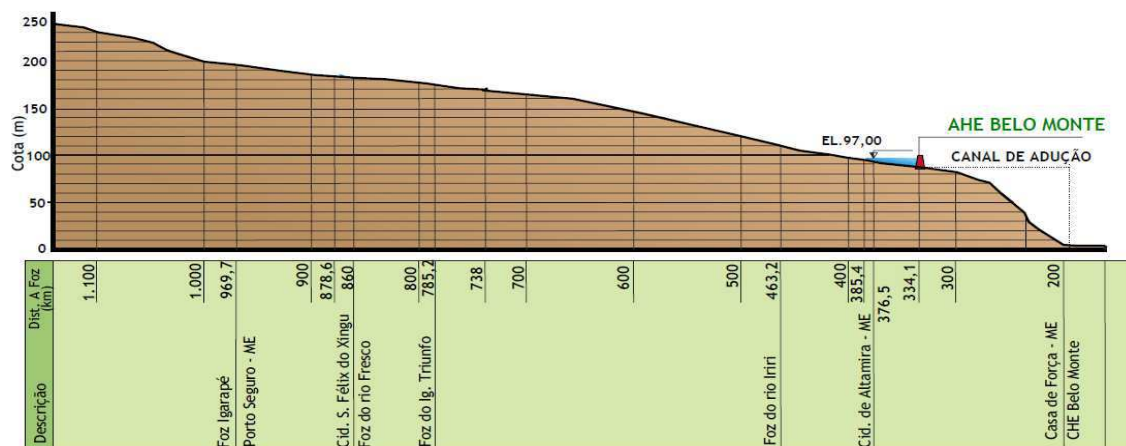 250
200
150
100
50
0
Cota (m)
EL.97,00
AHE BELO MONTE
CANAL DE ADUÇÃO
Dist. A Foz
(km)
1.100
1.000
969,7
900
878,6
860
800
785,2
738
700
600
500
463.2
400
385,4
376,5
334,1
300
200
Descrição
Foz Igarapé
Porto Seguro - ME
Cid. S. Félix do Xingu
Foz do rio Fresco
Foz do Ig. Triunfo
Foz do rio Iriri
Cid. de Altamira - ME
Casa de Força - ME
CHE Belo Monte